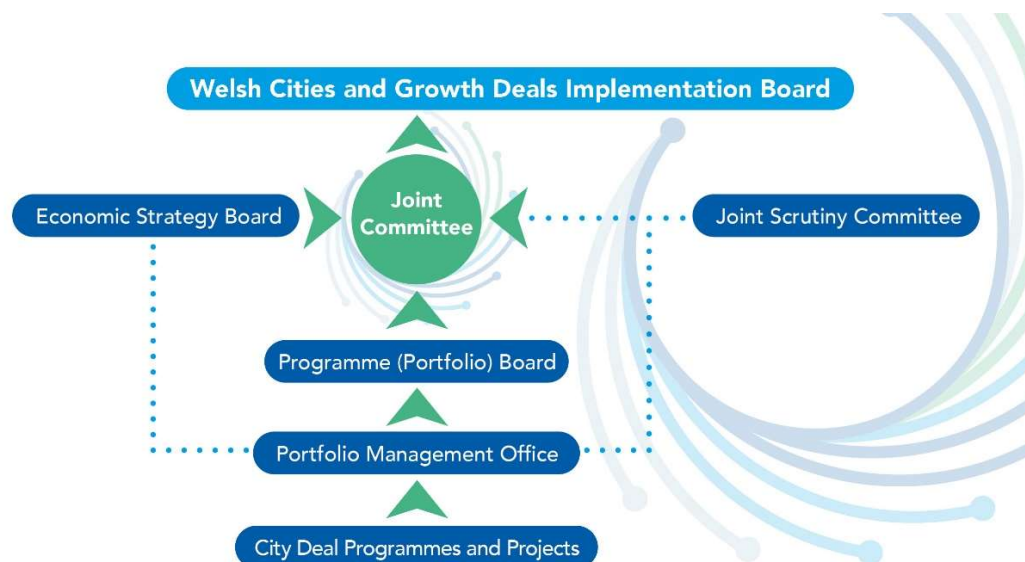 Welsh Cities and Growth Deals Implementation Board
Joint
Committee
Economic Strategy Board
Joint Scrutiny Committee
Programme (Portfolio) Board
Portfolio Management Office
City Deal Programmes and Projects